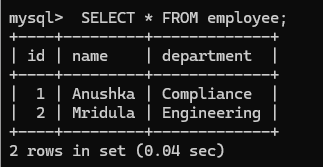 mysql>  SELECT * FROM employee;
+----+---------+-------------+
| id | name    | department  |
+----+---------+-------------+
|  1 | Anushka | Compliance  |
|  2 | Mridula | Engineering |
+----+---------+-------------+
2 rows in set (0.04 sec)